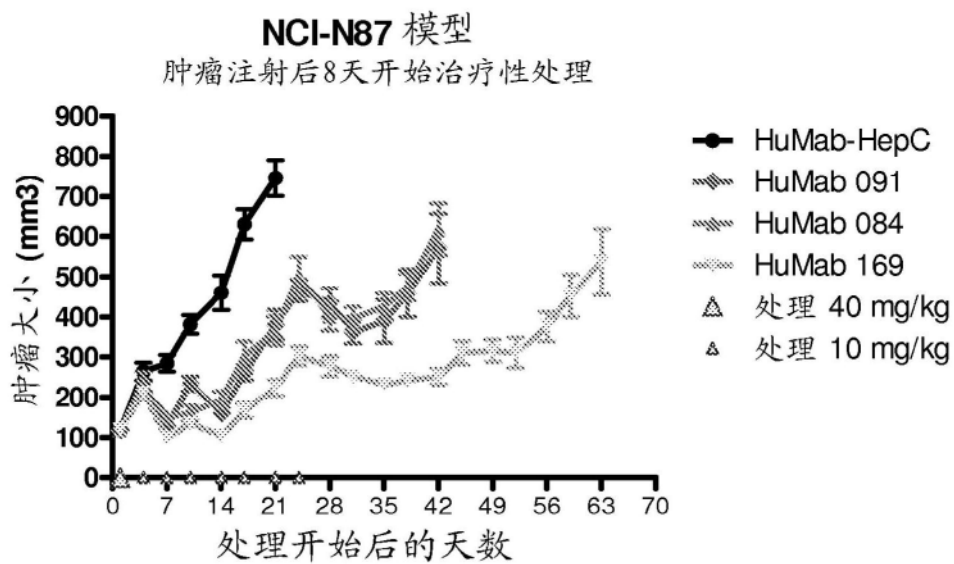 NCI-N87 模型
肿瘤注射后8天开始治疗性处理
肿瘤大小 (mm3)
900
800
700
600
500
400
300
200
100
0
0 7 14 21 28 35 42 49 56 63 70
处理开始后的天数
HuMab-HepC
HuMab 091
HuMab 084
HuMab 169
处理 40 mg/kg
处理 10 mg/kg